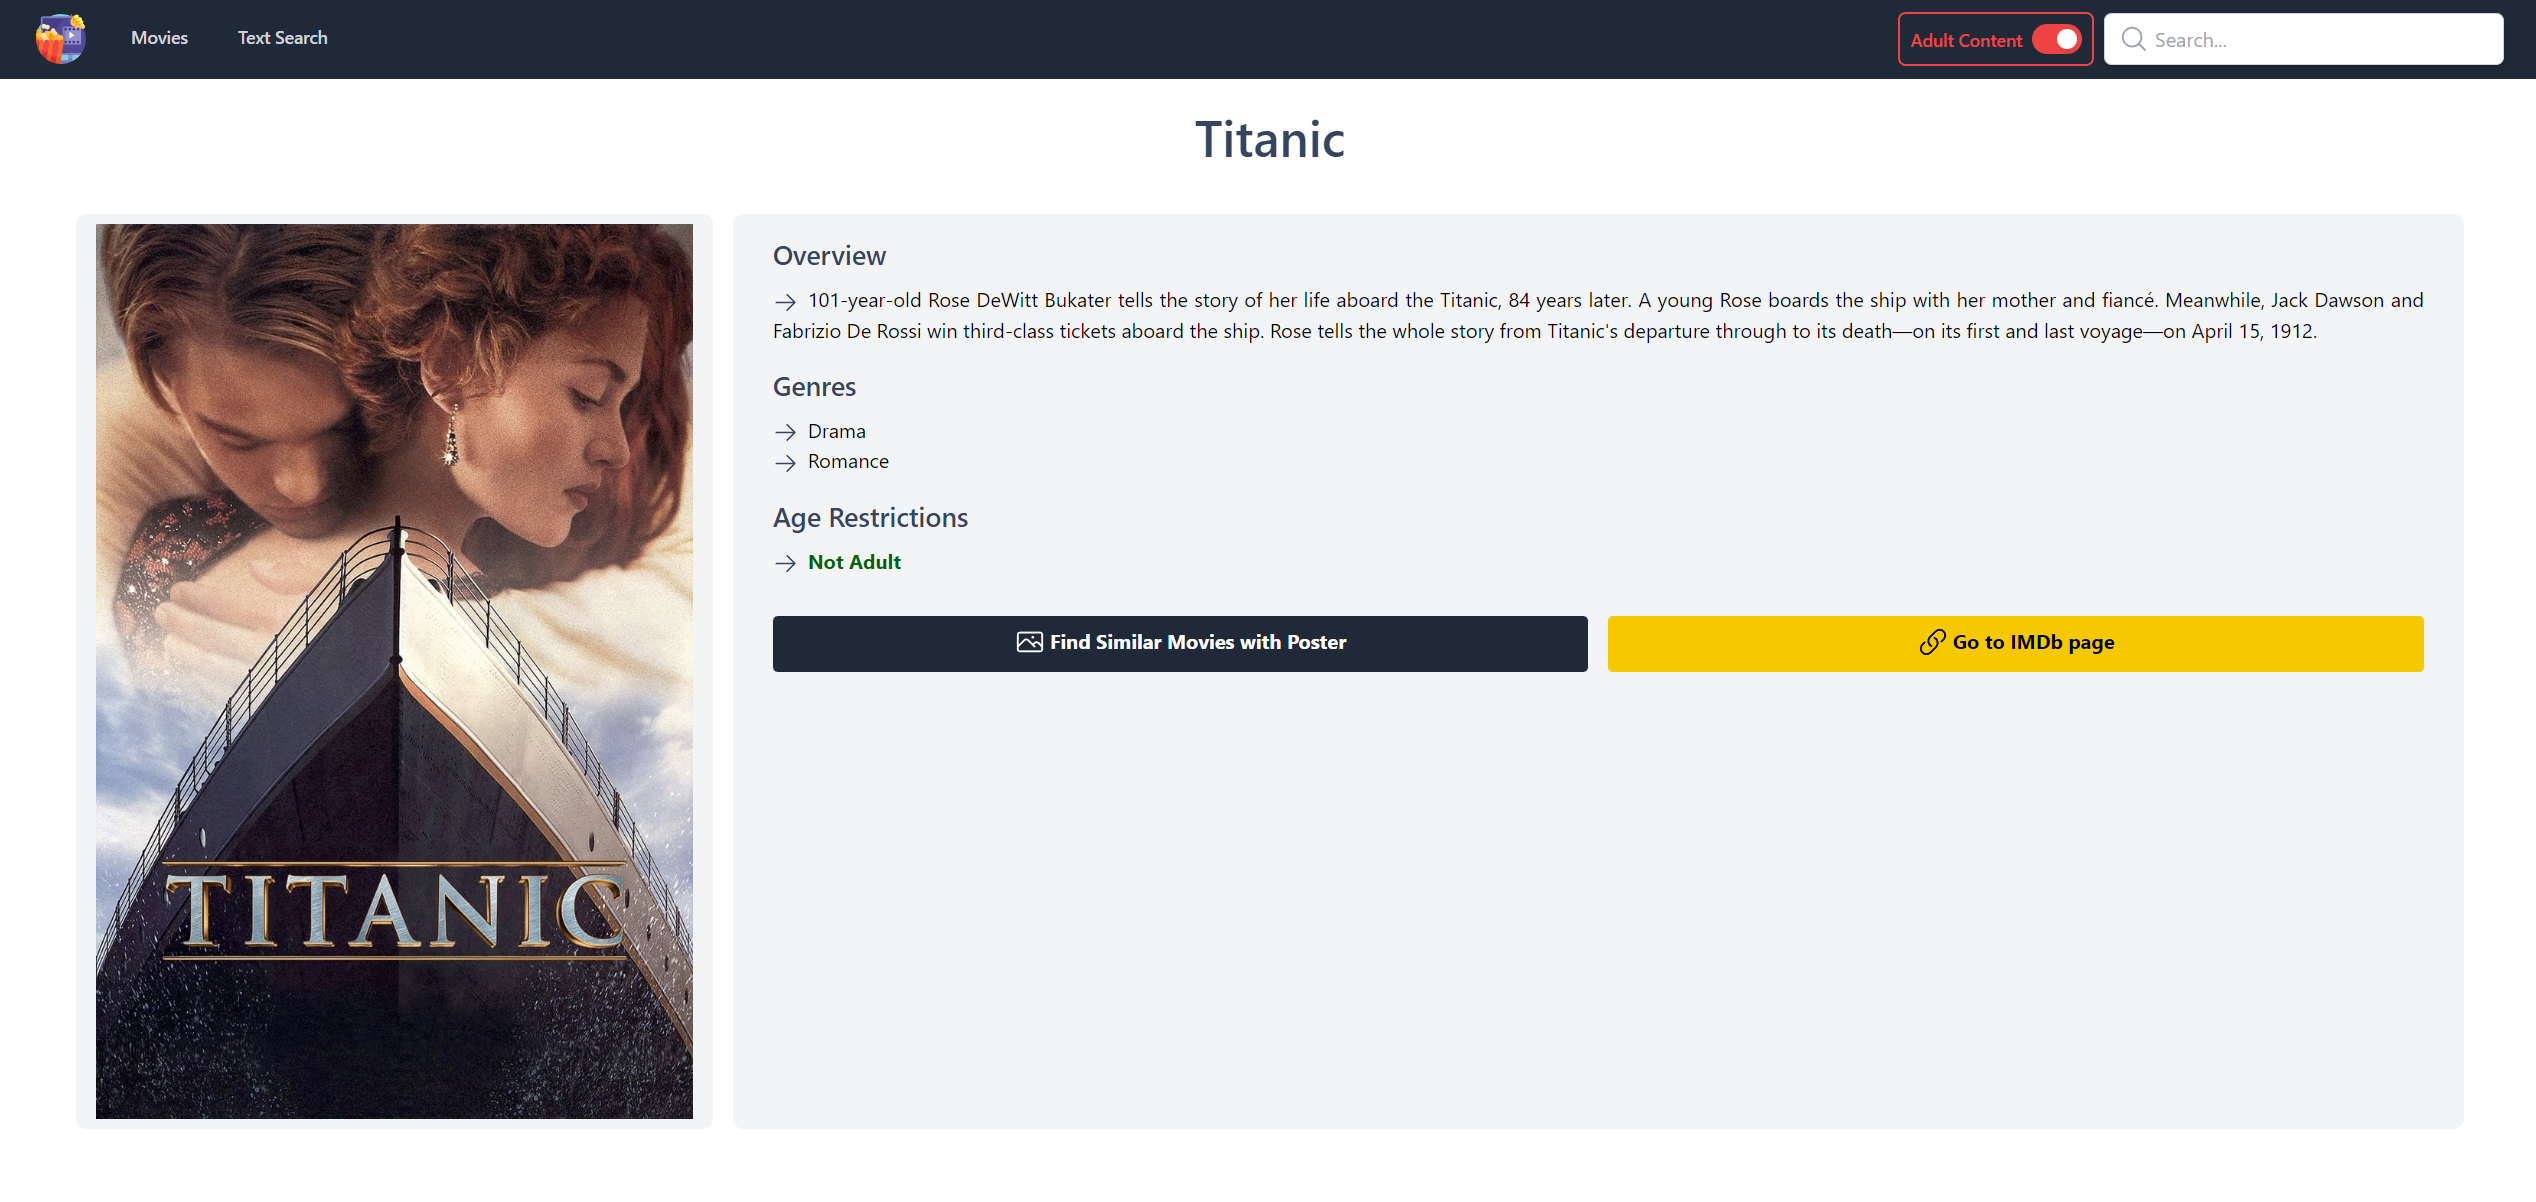 Movies
Text Search
Adult Content
Search...
Titanic
Overview
101-year-old Rose DeWitt Bukater tells the story of her life aboard the Titanic, 84 years later. A young Rose boards the ship with her mother and fiancé. Meanwhile, Jack Dawson and
Fabrizio De Rossi win third-class tickets aboard the ship. Rose tells the whole story from Titanic's departure through to its death—on its first and last voyage—on April 15, 1912.
Genres
Drama
Romance
Age Restrictions
Not Adult
Find Similar Movies with Poster
Go to IMDb page
TITANIC